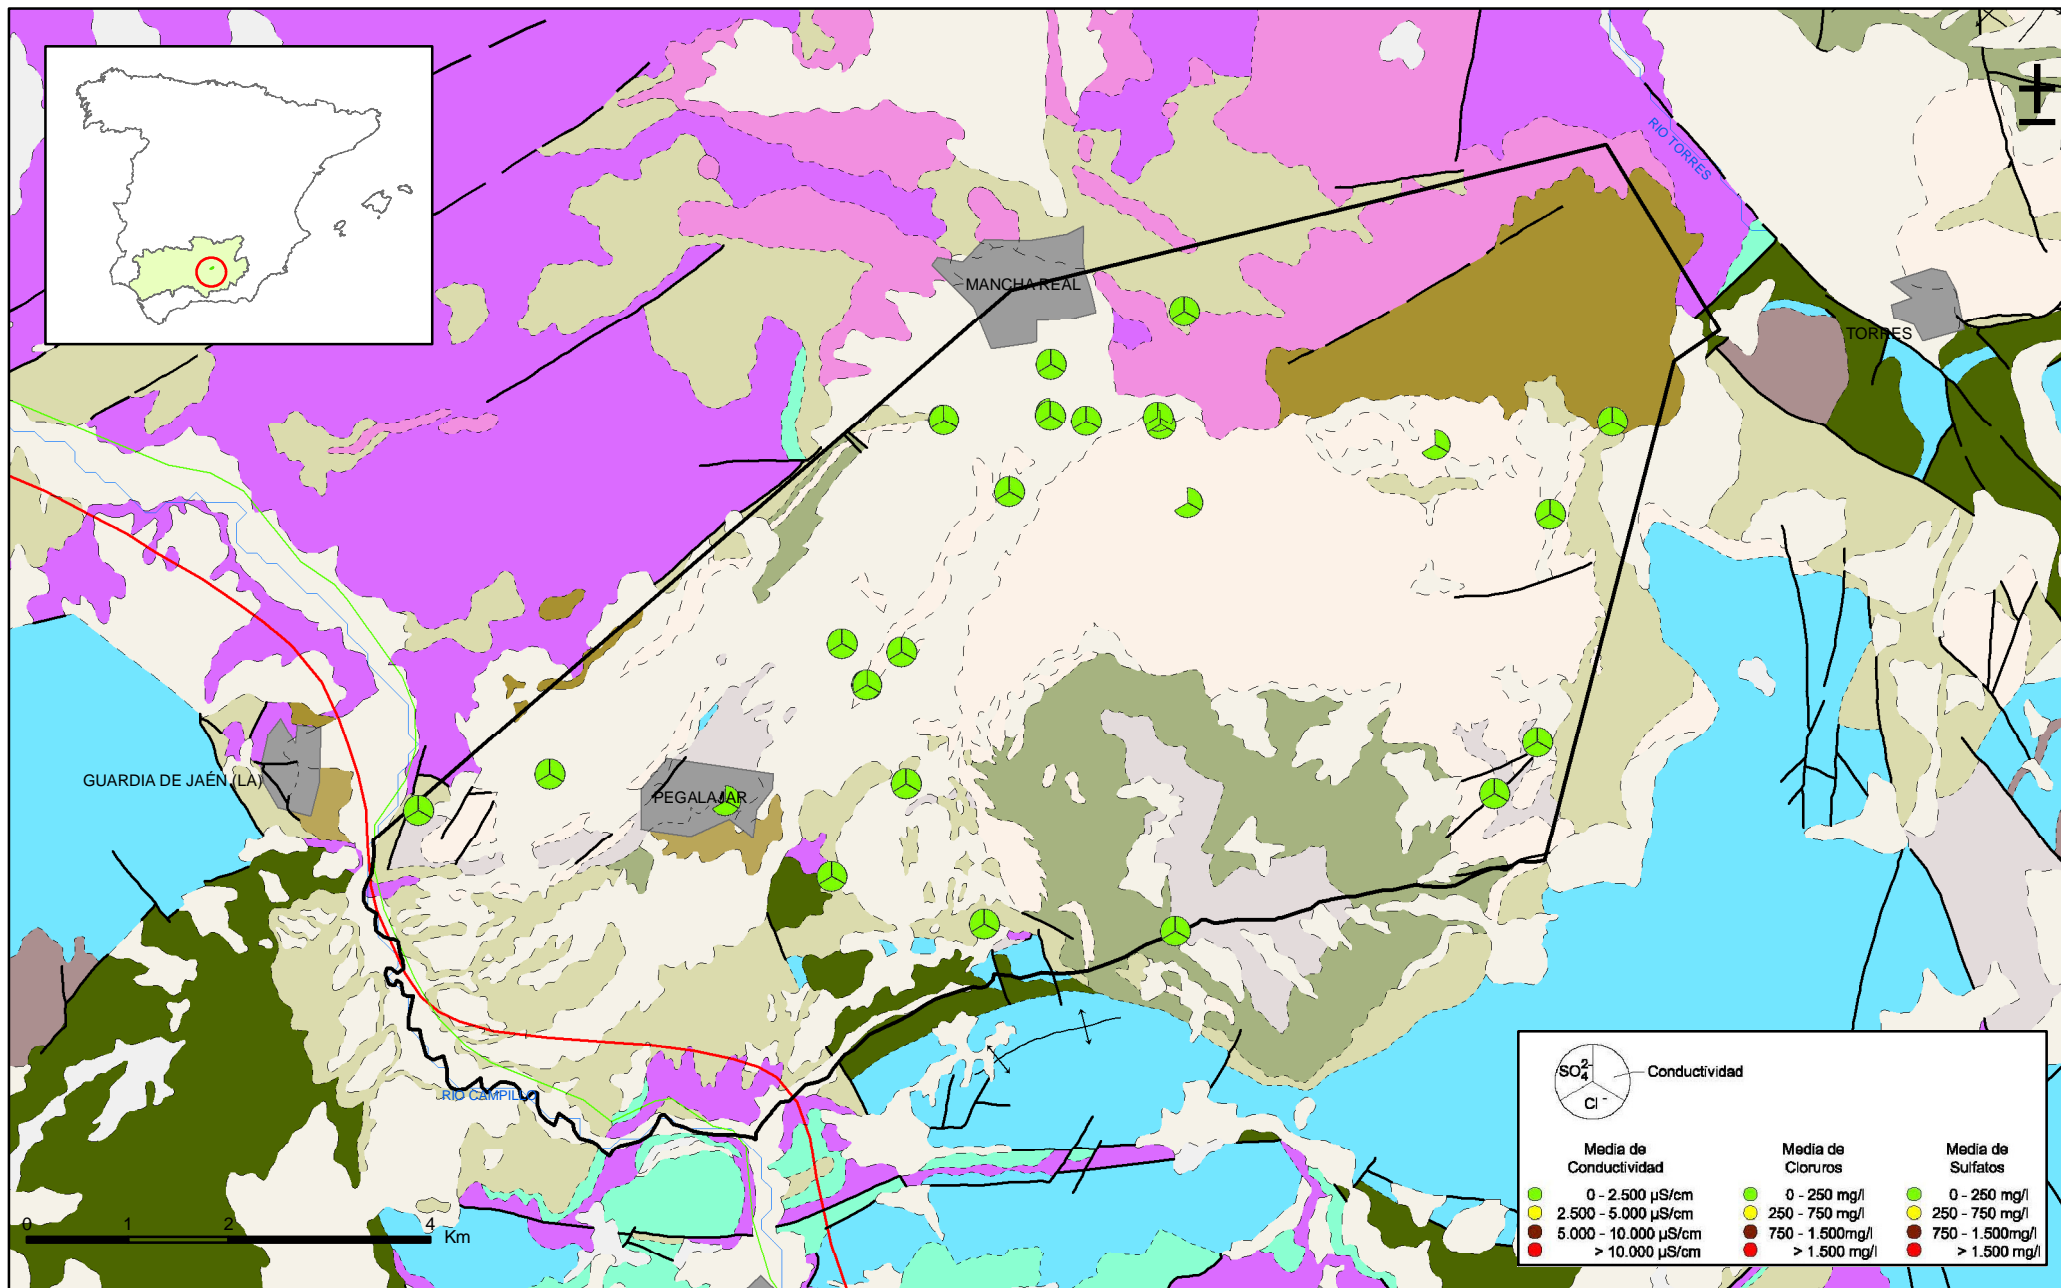 RIO TORRES
MANCHA REAL
TORRES
GUARDIA DE JAÉN (LA)
PEGALAJAR
RIO CAMPILLO
0 1 2 4
Km
SO₄²⁻
Cl⁻
Conductividad
Media de Conductividad
0 - 2.500 µS/cm
2.500 - 5.000 µS/cm
5.000 - 10.000 µS/cm
> 10.000 µS/cm
Media de Cloruros
0 - 250 mg/l
250 - 750 mg/l
750 - 1.500mg/l
> 1.500 mg/l
Media de Sulfatos
0 - 250 mg/l
250 - 750 mg/l
750 - 1.500mg/l
> 1.500 mg/l